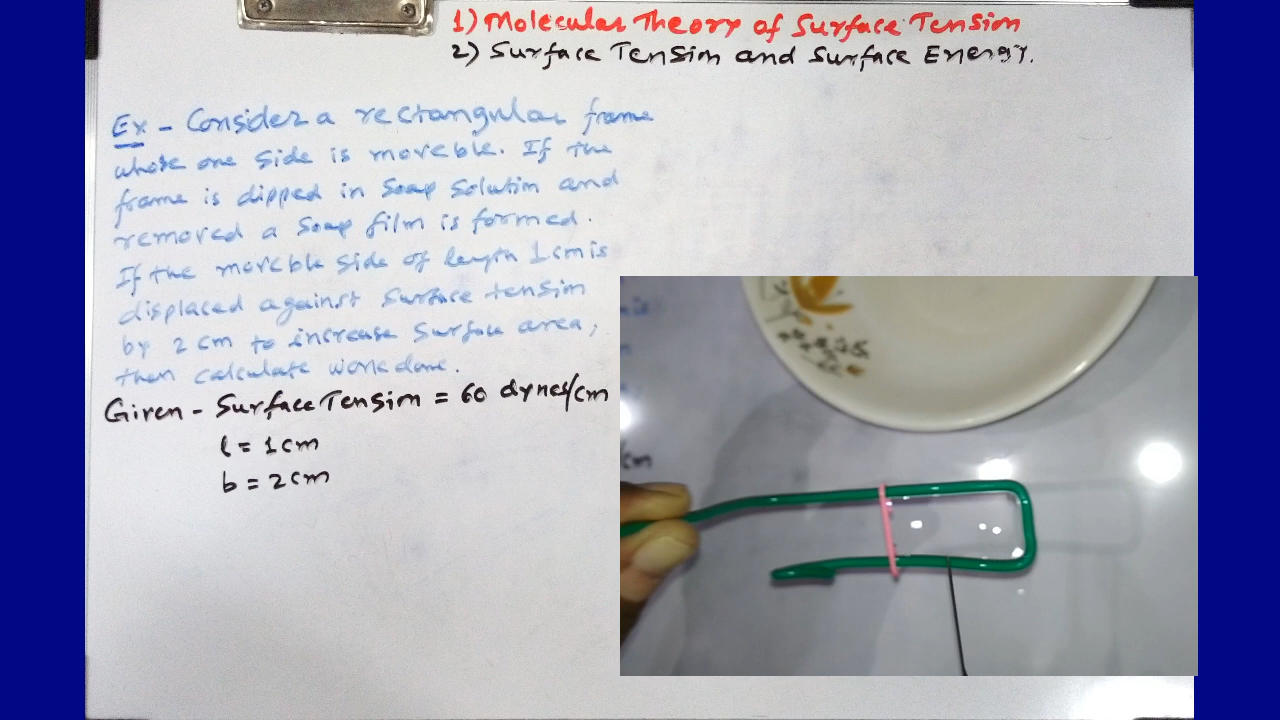 1) Molecular Theory of Surface Tension
2) Surface Tension and Surface Energy.
Ex - Consider a rectangular frame
whose one side is moveble. If the
frame is dipped in soap solution and
removed a soap film is formed.
If the moveble side of length 1cm is
displaced against surface tension
by 2 cm to increase surface area,
then calculate workdone.
Given - Surface Tension = 60 dynes/cm
l = 1cm
b = 2cm
cm